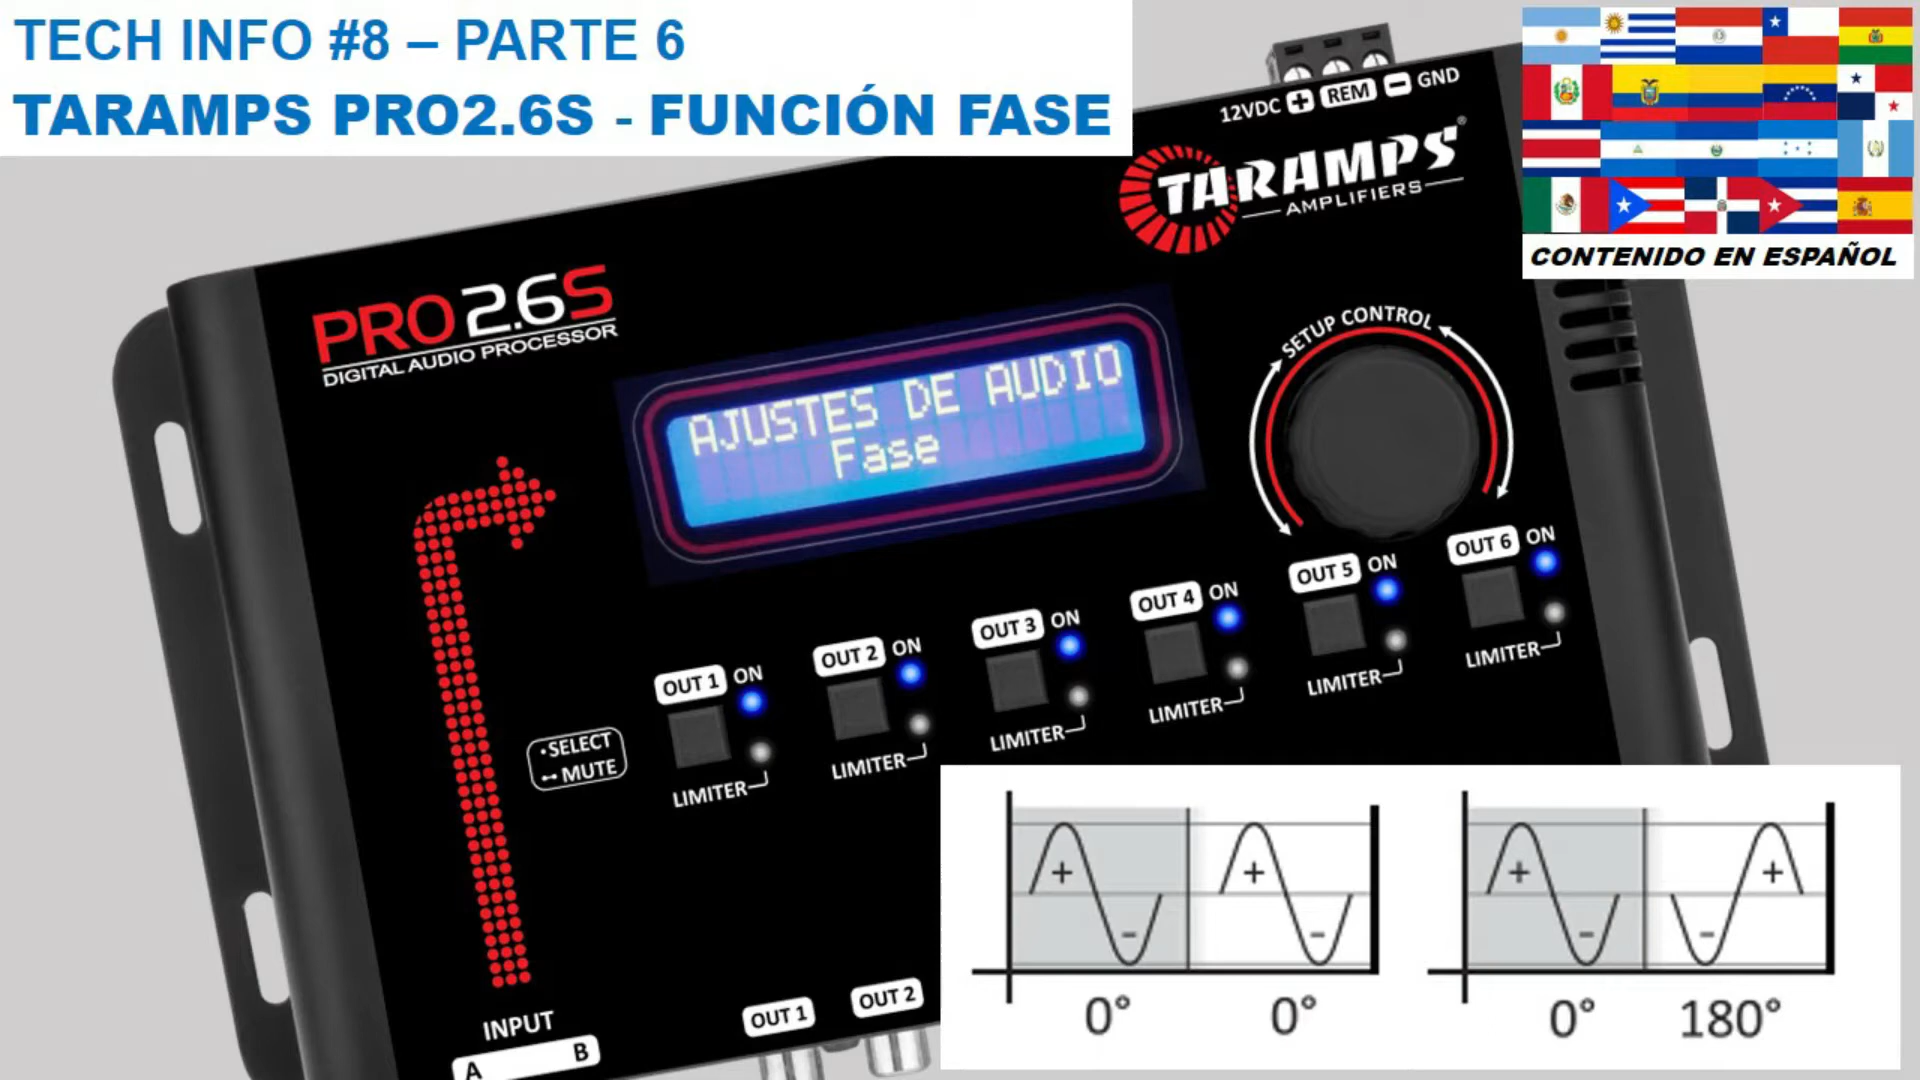 TECH INFO #8 – PARTE 6
TARAMPS PRO2.6S - FUNCIÓN FASE
CONTENIDO EN ESPAÑOL
12VDC + REM − GND
TARAMPS®
AMPLIFIERS
PRO 2.6S
DIGITAL AUDIO PROCESSOR
AJUSTES DE AUDIO
Fase
SETUP CONTROL
OUT 1 ON
LIMITER
OUT 2 ON
LIMITER
OUT 3 ON
LIMITER
OUT 4 ON
LIMITER
OUT 5 ON
LIMITER
OUT 6 ON
LIMITER
•SELECT
MUTE
INPUT
A B
OUT 1
OUT 2
+ − + −
0° 0°
+ − − +
0° 180°